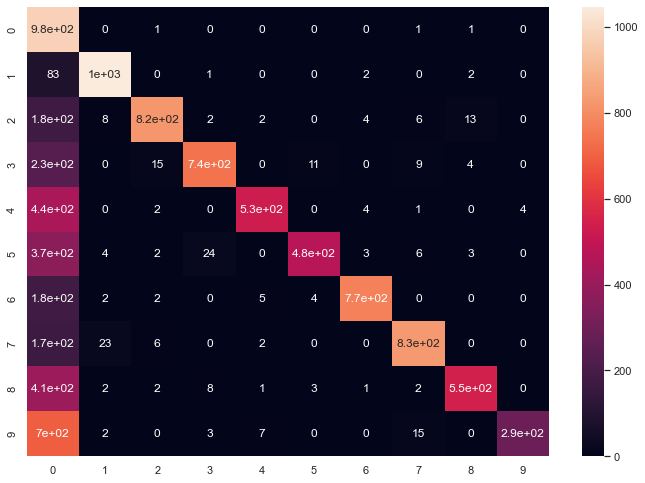 0 9.8e+02 0 1 0 0 0 0 1 1 0
1 83 1e+03 0 1 0 0 2 0 2 0
2 1.8e+02 8 8.2e+02 2 2 0 4 6 13 0
3 2.3e+02 0 15 7.4e+02 0 11 0 9 4 0
4 4.4e+02 0 2 0 5.3e+02 0 4 1 0 4
5 3.7e+02 4 2 24 0 4.8e+02 3 6 3 0
6 1.8e+02 2 2 0 5 4 7.7e+02 0 0 0
7 1.7e+02 23 6 0 2 0 0 8.3e+02 0 0
8 4.1e+02 2 2 8 1 3 1 2 5.5e+02 0
9 7e+02 2 0 3 7 0 0 15 0 2.9e+02
0 1 2 3 4 5 6 7 8 9
1000
800
600
400
200
0